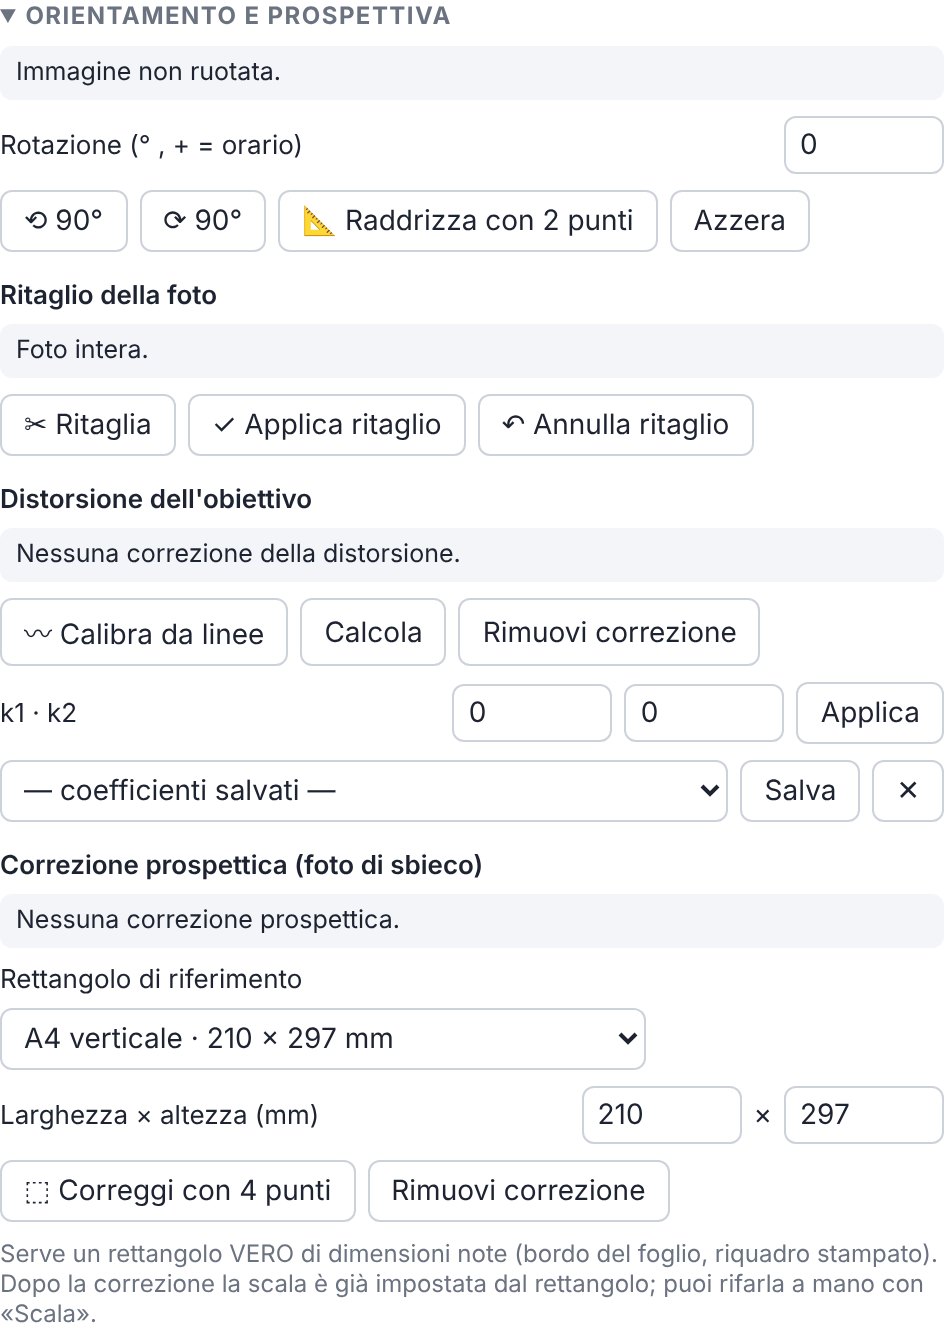 ▼ ORIENTAMENTO E PROSPETTIVA
Immagine non ruotata.
Rotazione (° , + = orario) 0
⟲ 90° ⟳ 90° 📐 Raddrizza con 2 punti Azzera
Ritaglio della foto
Foto intera.
✂ Ritaglia ✓ Applica ritaglio ↶ Annulla ritaglio
Distorsione dell'obiettivo
Nessuna correzione della distorsione.
〰 Calibra da linee Calcola Rimuovi correzione
k1 · k2 0 0 Applica
— coefficienti salvati — Salva ✕
Correzione prospettica (foto di sbieco)
Nessuna correzione prospettica.
Rettangolo di riferimento
A4 verticale · 210 × 297 mm
Larghezza × altezza (mm) 210 × 297
⬚ Correggi con 4 punti Rimuovi correzione
Serve un rettangolo VERO di dimensioni note (bordo del foglio, riquadro stampato).
Dopo la correzione la scala è già impostata dal rettangolo; puoi rifarla a mano con
«Scala».